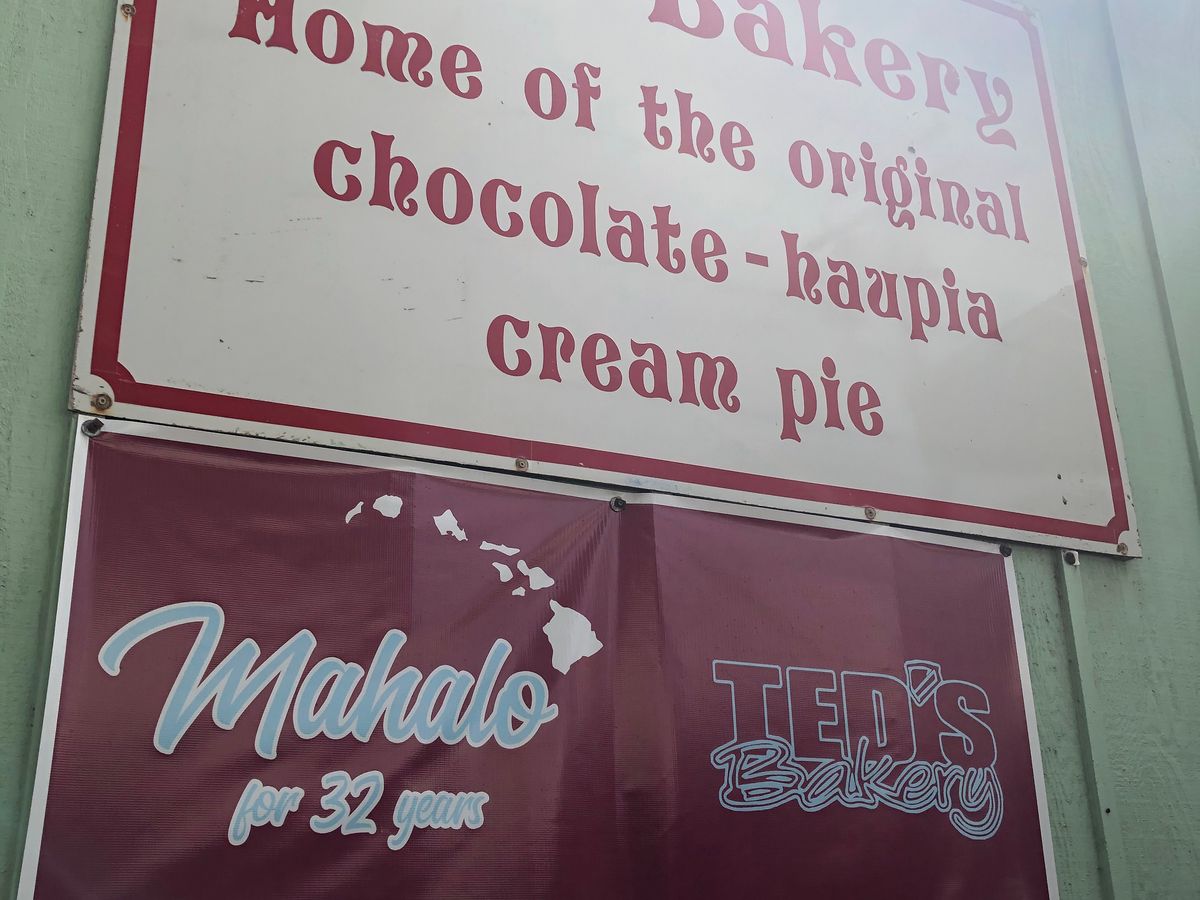 Bakery
Home of the original
chocolate-haupia
cream pie
Mahalo
for 32 years
TED'S
Bakery